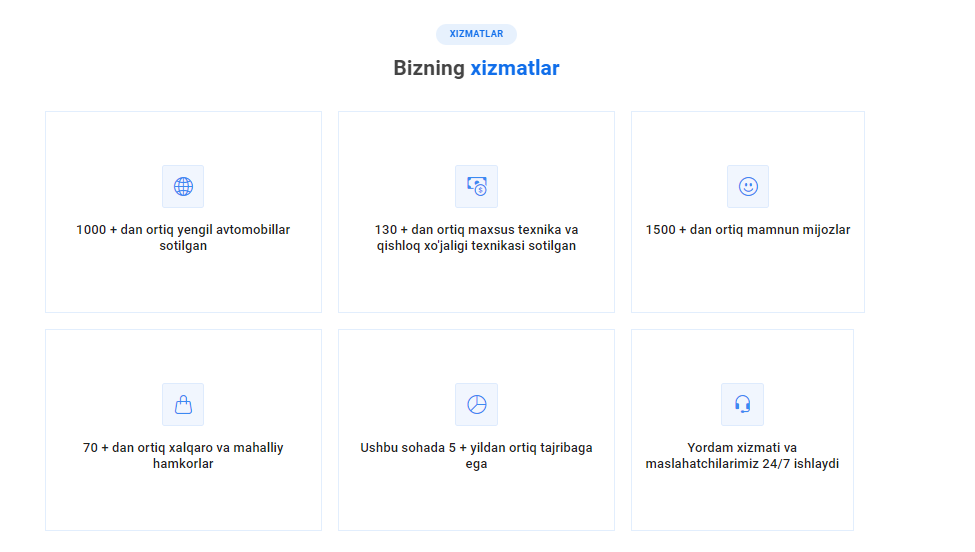 XIZMATLAR
Bizning xizmatlar
1000 + dan ortiq yengil avtomobillar
sotilgan
130 + dan ortiq maxsus texnika va
qishloq xo'jaligi texnikasi sotilgan
1500 + dan ortiq mamnun mijozlar
70 + dan ortiq xalqaro va mahalliy
hamkorlar
Ushbu sohada 5 + yildan ortiq tajribaga
ega
Yordam xizmati va
maslahatchilarimiz 24/7 ishlaydi